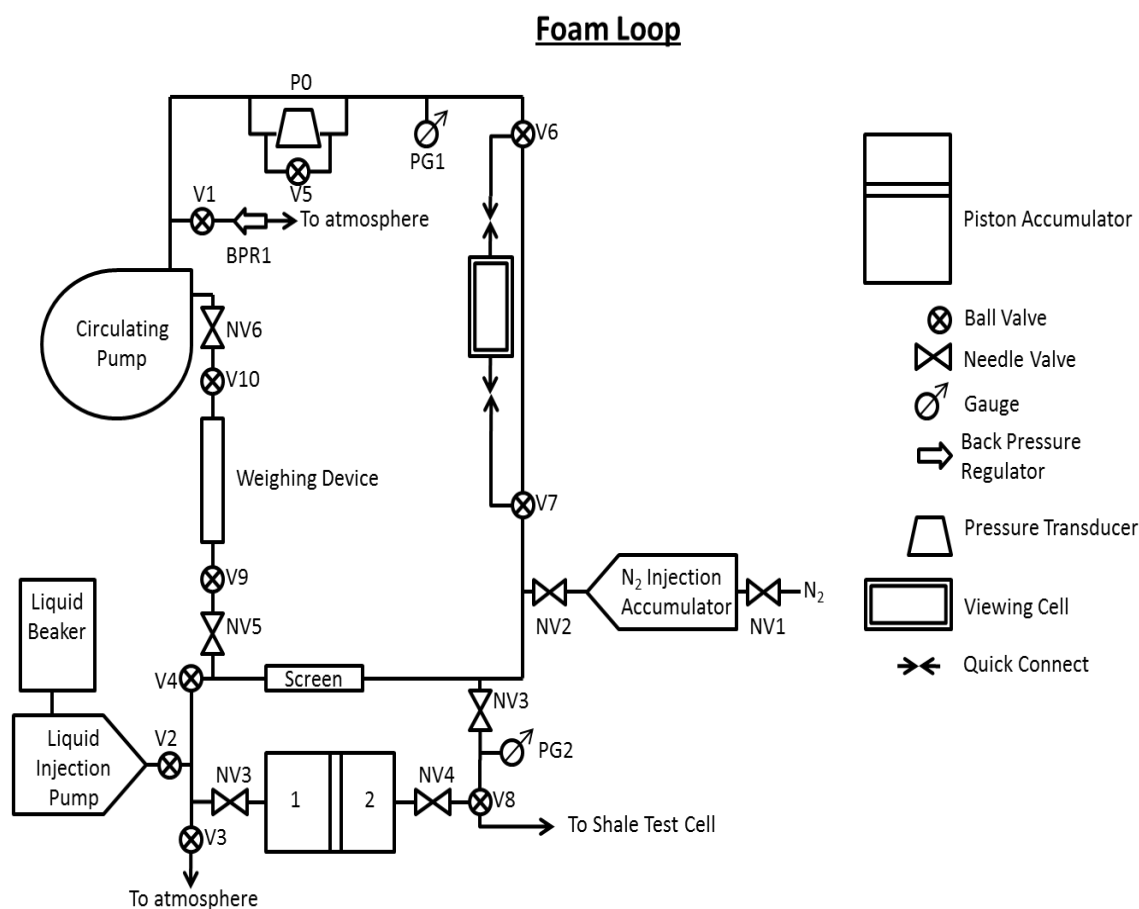 Foam Loop
P0
PG1
V6
V5
V1
To atmosphere
BPR1
Circulating
Pump
NV6
V10
Weighing Device
V9
NV5
V7
N₂ Injection
Accumulator
N₂
NV2
NV1
Liquid
Beaker
V4
Screen
NV3
V2
PG2
Liquid
Injection
Pump
NV3
1
2
NV4
V8
V3
To Shale Test Cell
To atmosphere
Piston Accumulator
Ball Valve
Needle Valve
Gauge
Back Pressure
Regulator
Pressure Transducer
Viewing Cell
Quick Connect